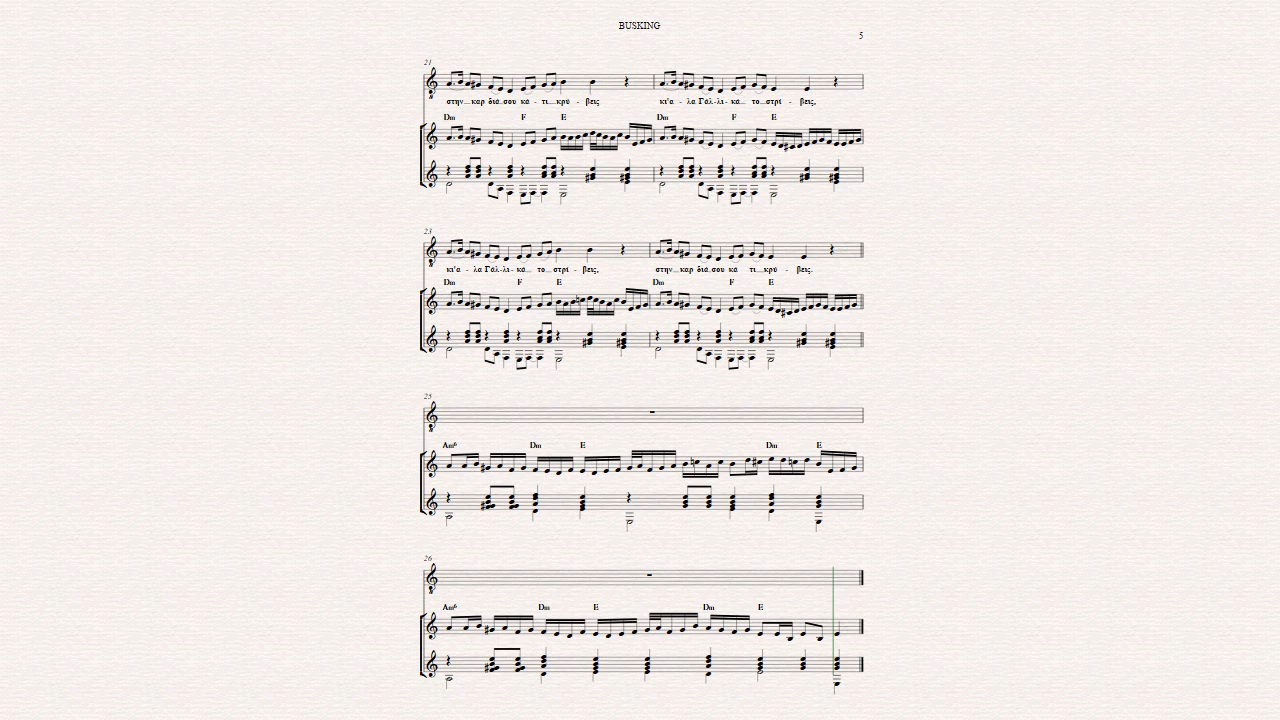 BUSKING
5
21
στην καρ διά σου κά - τι κρύ - βεις κι'α - λα Γάλ-λι-κά το στρί - βεις,
Dm F E Dm F E
23
κι'α - λα Γάλ-λι-κά το στρί - βεις, στην καρ διά σου κά τι κρύ - βεις.
Dm F E Dm F E
25
Am6 Dm E Dm E
26
Am6 Dm E Dm E